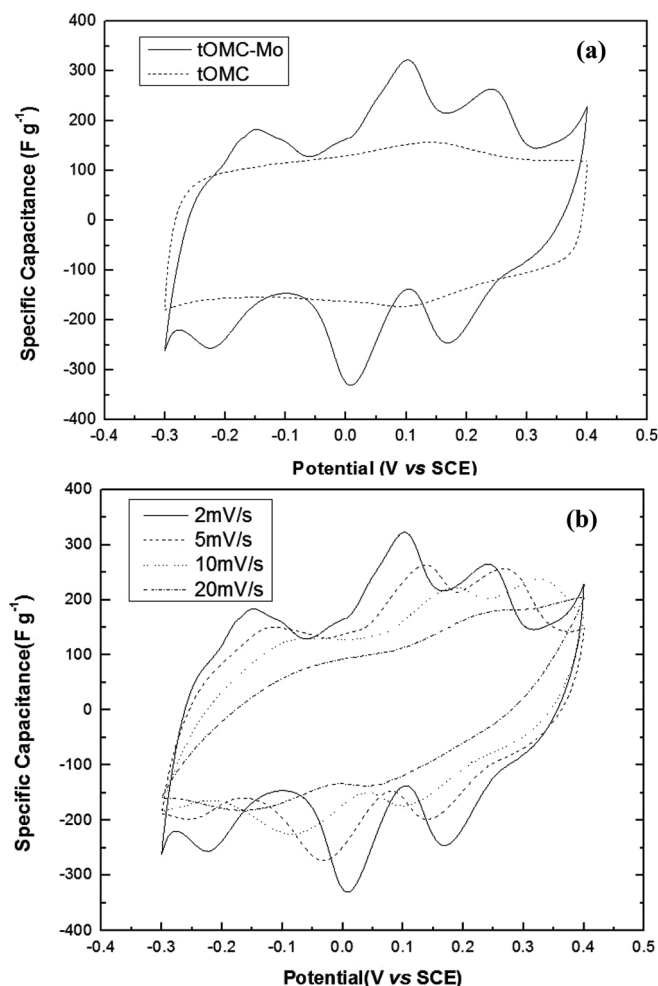 400
300
200
100
0
-100
-200
-300
-400
Specific Capacitance (F g⁻¹)
tOMC-Mo
tOMC
(a)
-0.4 -0.3 -0.2 -0.1 0.0 0.1 0.2 0.3 0.4 0.5
Potential (V vs SCE)
400
300
200
100
0
-100
-200
-300
-400
Specific Capacitance(F g⁻¹)
2mV/s
5mV/s
10mV/s
20mV/s
(b)
-0.4 -0.3 -0.2 -0.1 0.0 0.1 0.2 0.3 0.4 0.5
Potential(V vs SCE)